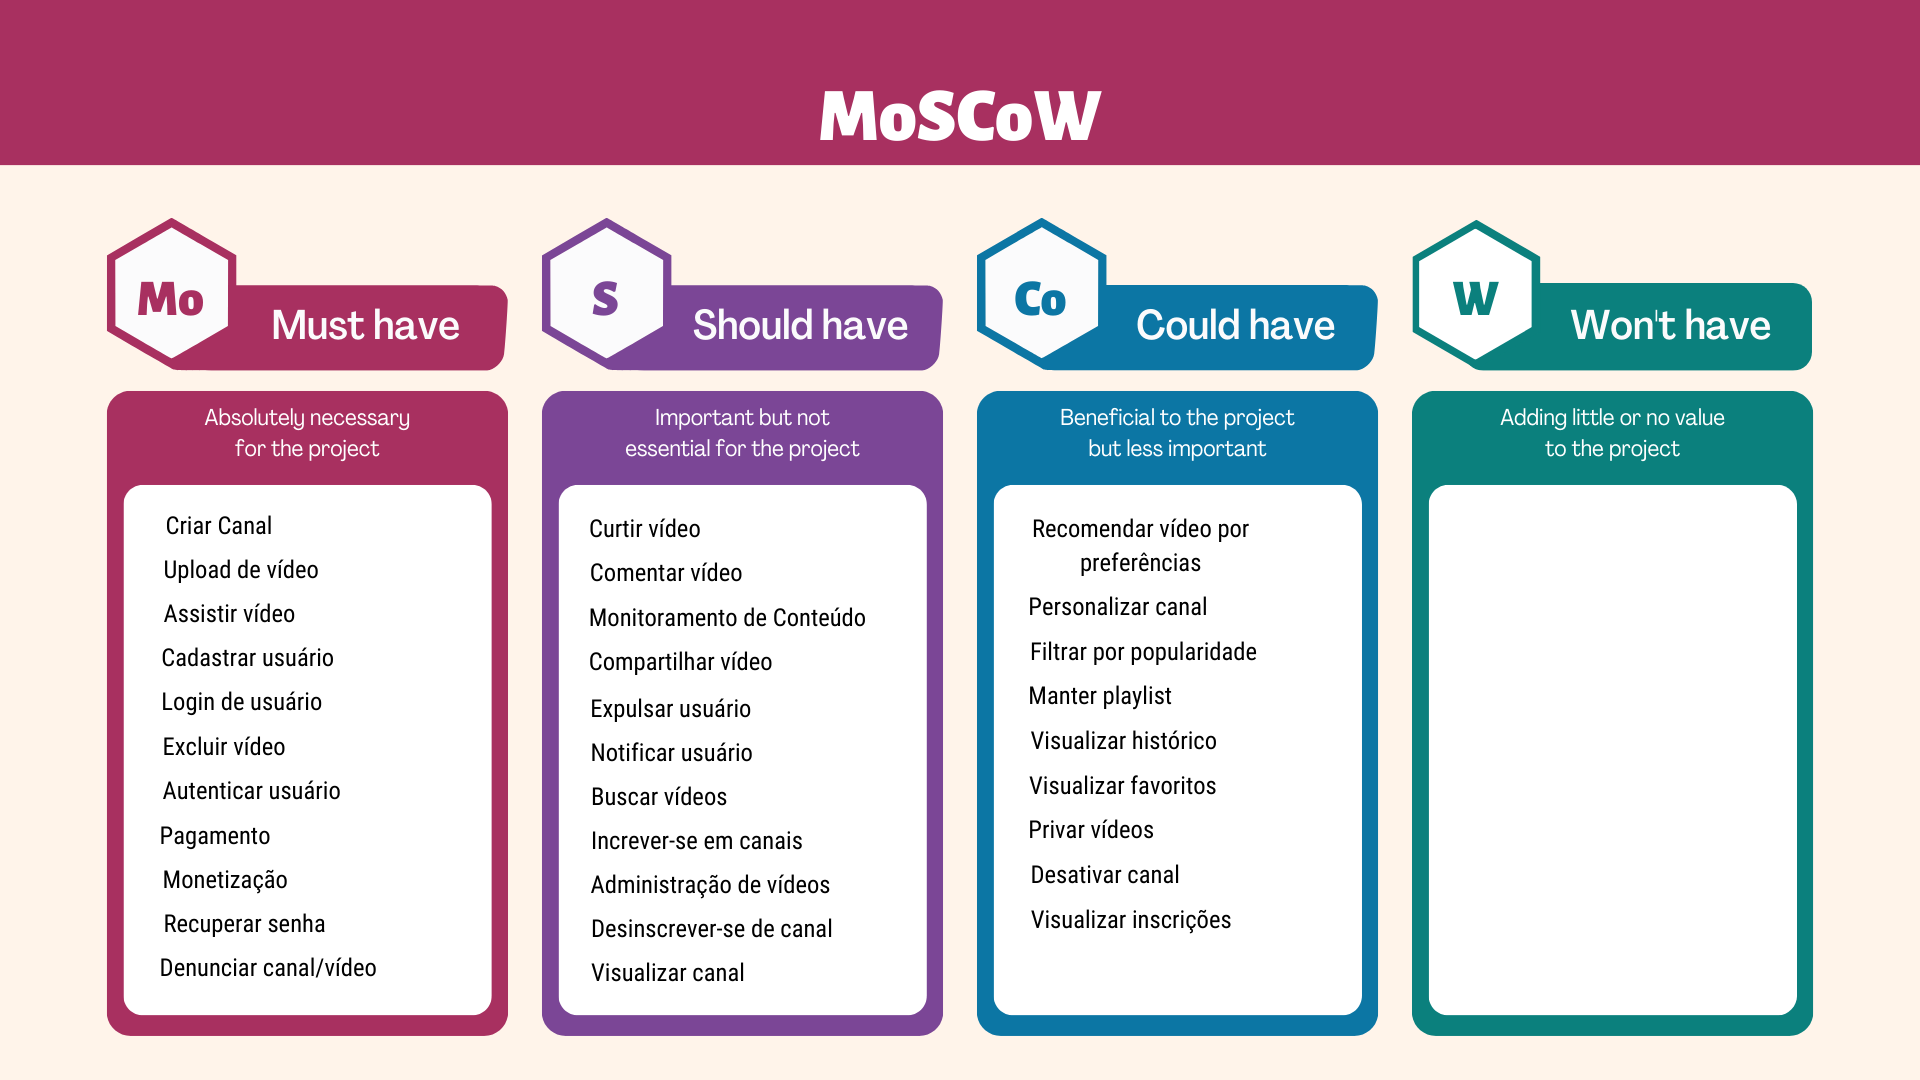 MoSCoW
Mo
Must have
Absolutely necessary
for the project
Criar Canal
Upload de vídeo
Assistir vídeo
Cadastrar usuário
Login de usuário
Excluir vídeo
Autenticar usuário
Pagamento
Monetização
Recuperar senha
Denunciar canal/vídeo
S
Should have
Important but not
essential for the project
Curtir vídeo
Comentar vídeo
Monitoramento de Conteúdo
Compartilhar vídeo
Expulsar usuário
Notificar usuário
Buscar vídeos
Increver-se em canais
Administração de vídeos
Desinscrever-se de canal
Visualizar canal
Co
Could have
Beneficial to the project
but less important
Recomendar vídeo por
preferências
Personalizar canal
Filtrar por popularidade
Manter playlist
Visualizar histórico
Visualizar favoritos
Privar vídeos
Desativar canal
Visualizar inscrições
W
Won't have
Adding little or no value
to the project